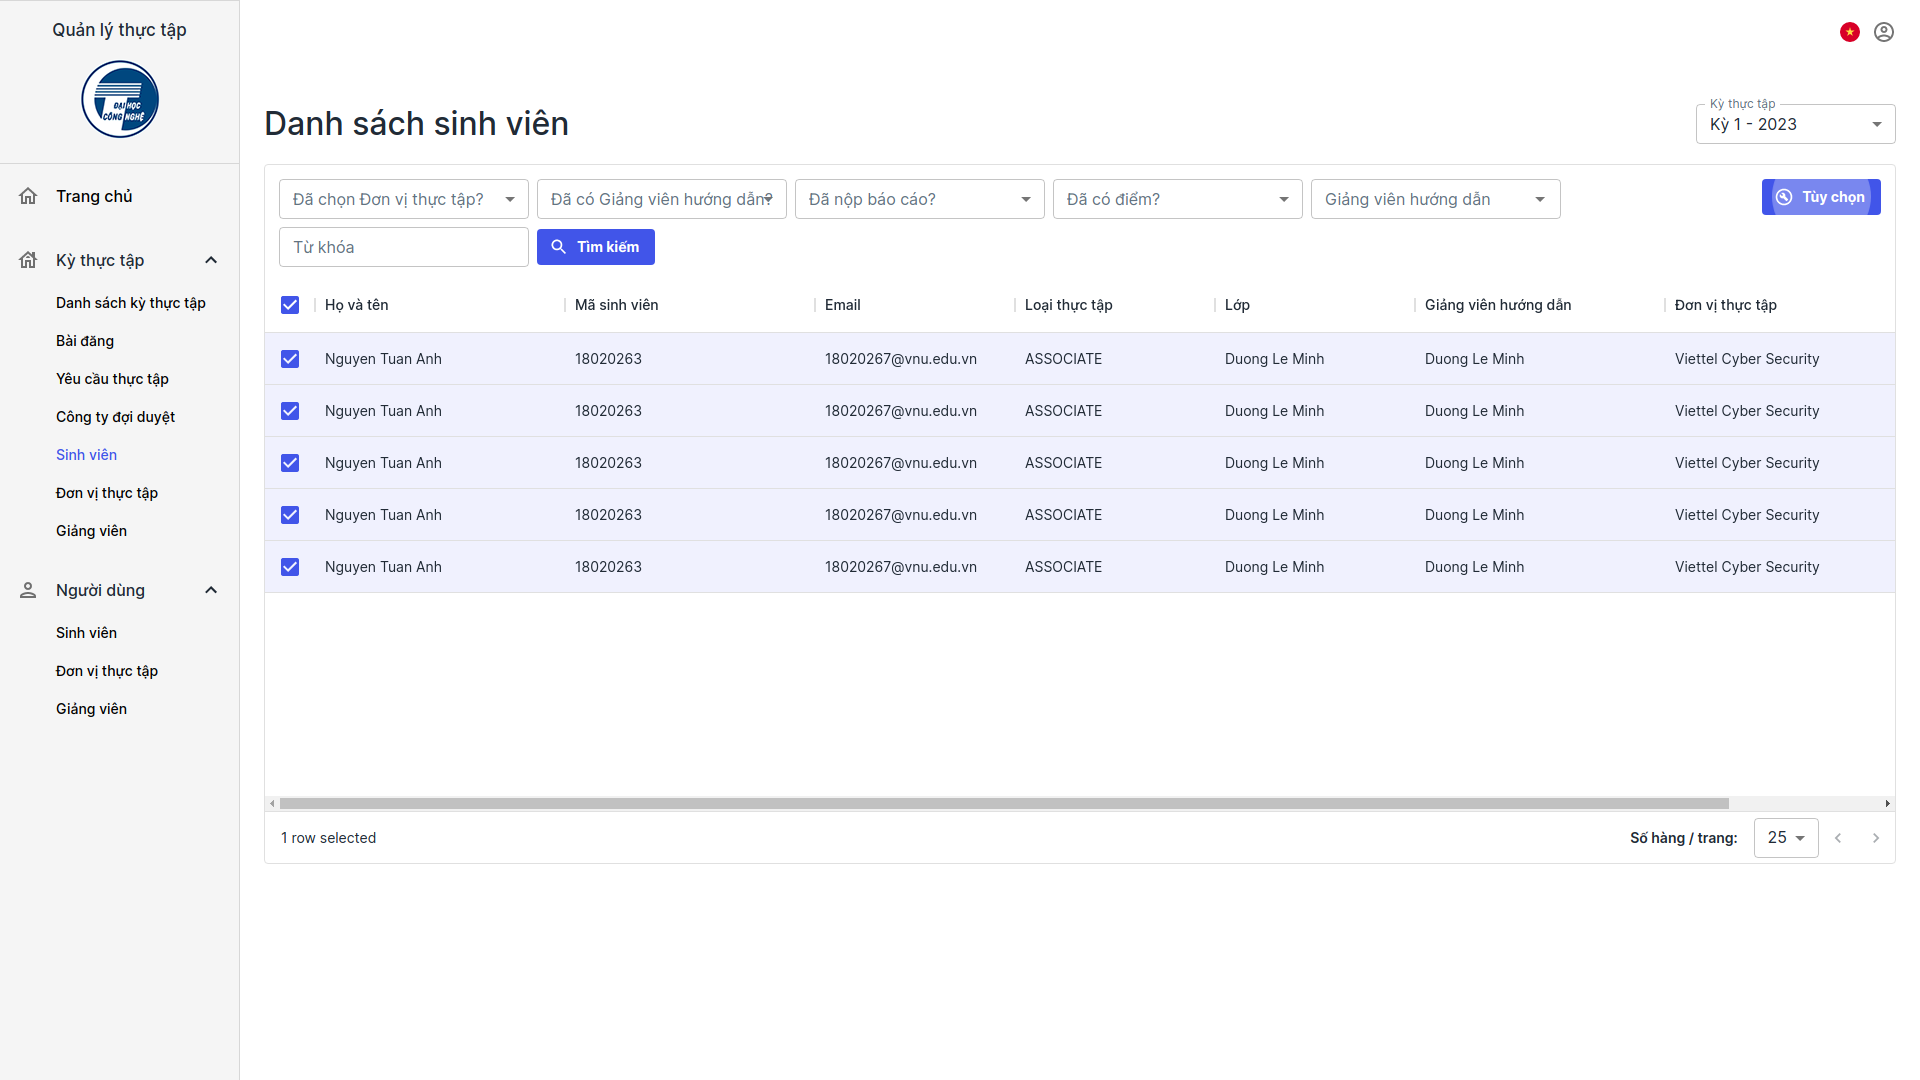 Quản lý thực tập
ĐẠI HỌC
CÔNG NGHỆ
Trang chủ
Kỳ thực tập
Danh sách kỳ thực tập
Bài đăng
Yêu cầu thực tập
Công ty đợi duyệt
Sinh viên
Đơn vị thực tập
Giảng viên
Người dùng
Sinh viên
Đơn vị thực tập
Giảng viên
Danh sách sinh viên
Kỳ thực tập
Kỳ 1 - 2023
Đã chọn Đơn vị thực tập? Đã có Giảng viên hướng dẫn? Đã nộp báo cáo? Đã có điểm? Giảng viên hướng dẫn Tùy chọn
Từ khóa Tìm kiếm
Họ và tên Mã sinh viên Email Loại thực tập Lớp Giảng viên hướng dẫn Đơn vị thực tập
Nguyen Tuan Anh 18020263 18020267@vnu.edu.vn ASSOCIATE Duong Le Minh Duong Le Minh Viettel Cyber Security
Nguyen Tuan Anh 18020263 18020267@vnu.edu.vn ASSOCIATE Duong Le Minh Duong Le Minh Viettel Cyber Security
Nguyen Tuan Anh 18020263 18020267@vnu.edu.vn ASSOCIATE Duong Le Minh Duong Le Minh Viettel Cyber Security
Nguyen Tuan Anh 18020263 18020267@vnu.edu.vn ASSOCIATE Duong Le Minh Duong Le Minh Viettel Cyber Security
Nguyen Tuan Anh 18020263 18020267@vnu.edu.vn ASSOCIATE Duong Le Minh Duong Le Minh Viettel Cyber Security
1 row selected Số hàng / trang: 25